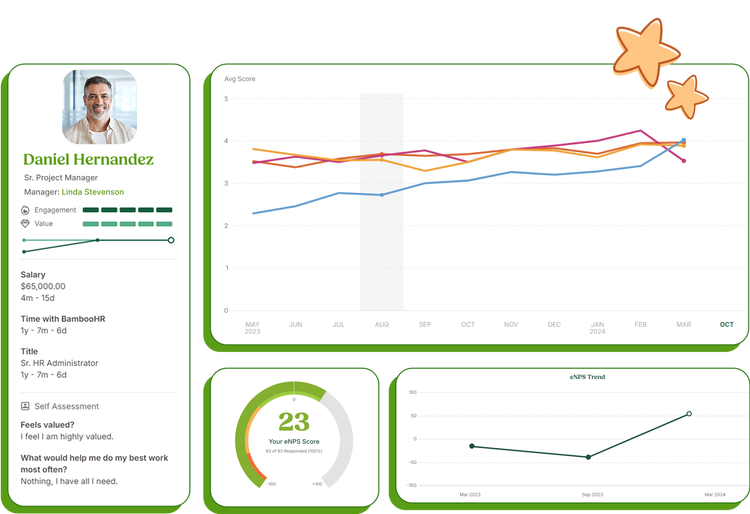 Daniel Hernandez
Sr. Project Manager
Manager: Linda Stevenson
Engagement
Value
Salary
$65,000.00
4m - 15d
Time with BambooHR
1y - 7m - 6d
Title
Sr. HR Administrator
1y - 7m - 6d
Self Assessment
Feels valued?
I feel I am highly valued.
What would help me do my best work
most often?
Nothing, I have all I need.
Avg Score
5
4
3
2
1
0
MAY JUN JUL AUG SEP OCT NOV DEC JAN FEB MAR OCT
2023 2024
0
23
Your eNPS Score
83 of 83 Responded (100%)
-100 +100
eNPS Trend
100
50
0
-50
-100
Mar 2023 Sep 2023 Mar 2024